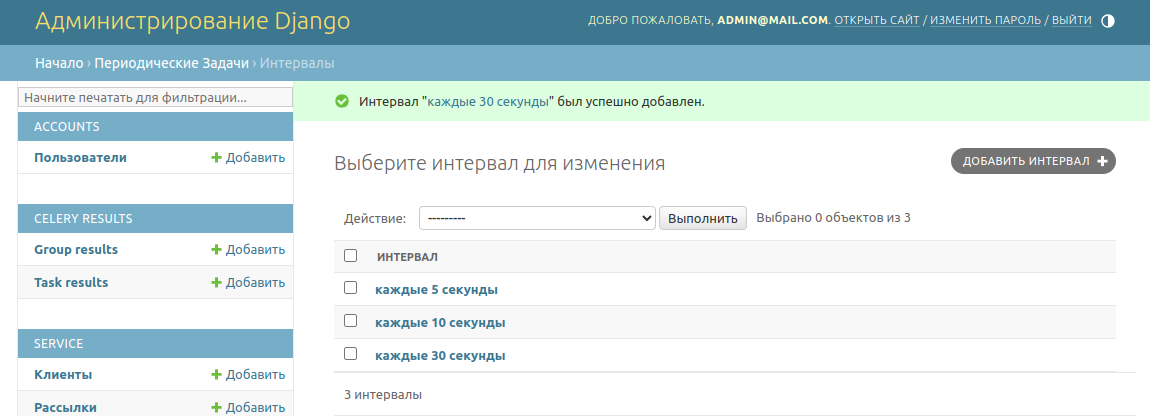 Администрирование Django
ДОБРО ПОЖАЛОВАТЬ, ADMIN@MAIL.COM. ОТКРЫТЬ САЙТ / ИЗМЕНИТЬ ПАРОЛЬ / ВЫЙТИ
Начало › Периодические Задачи › Интервалы
Начните печатать для фильтрации...
ACCOUNTS
Пользователи + Добавить
CELERY RESULTS
Group results + Добавить
Task results + Добавить
SERVICE
Клиенты + Добавить
Рассылки + Добавить
Интервал "каждые 30 секунды" был успешно добавлен.
Выберите интервал для изменения
ДОБАВИТЬ ИНТЕРВАЛ +
Действие: --------- Выполнить Выбрано 0 объектов из 3
ИНТЕРВАЛ
каждые 5 секунды
каждые 10 секунды
каждые 30 секунды
3 интервалы